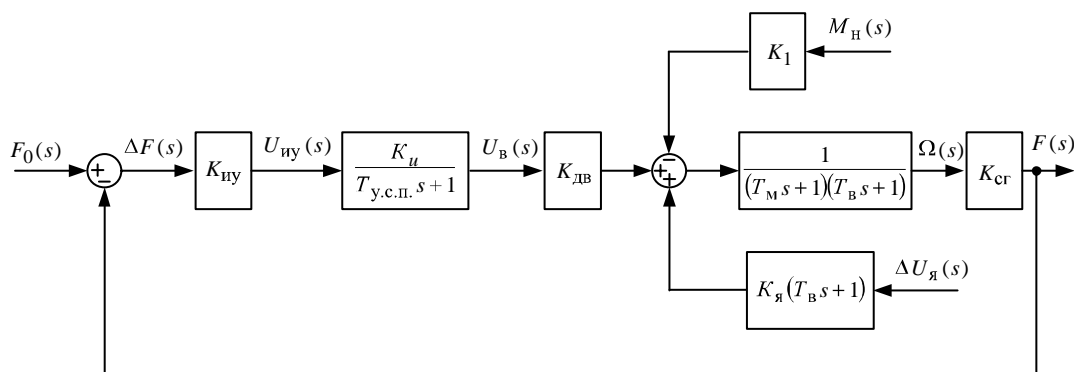 M_н(s)
K_1
F_0(s)
+
−
ΔF(s)
K_иу
U_иу(s)
K_и
T_у.с.п. s+1
U_в(s)
K_дв
+
−
+
1
(T_м s+1)(T_в s+1)
Ω(s)
K_сг
F(s)
K_я(T_в s+1)
ΔU_я(s)